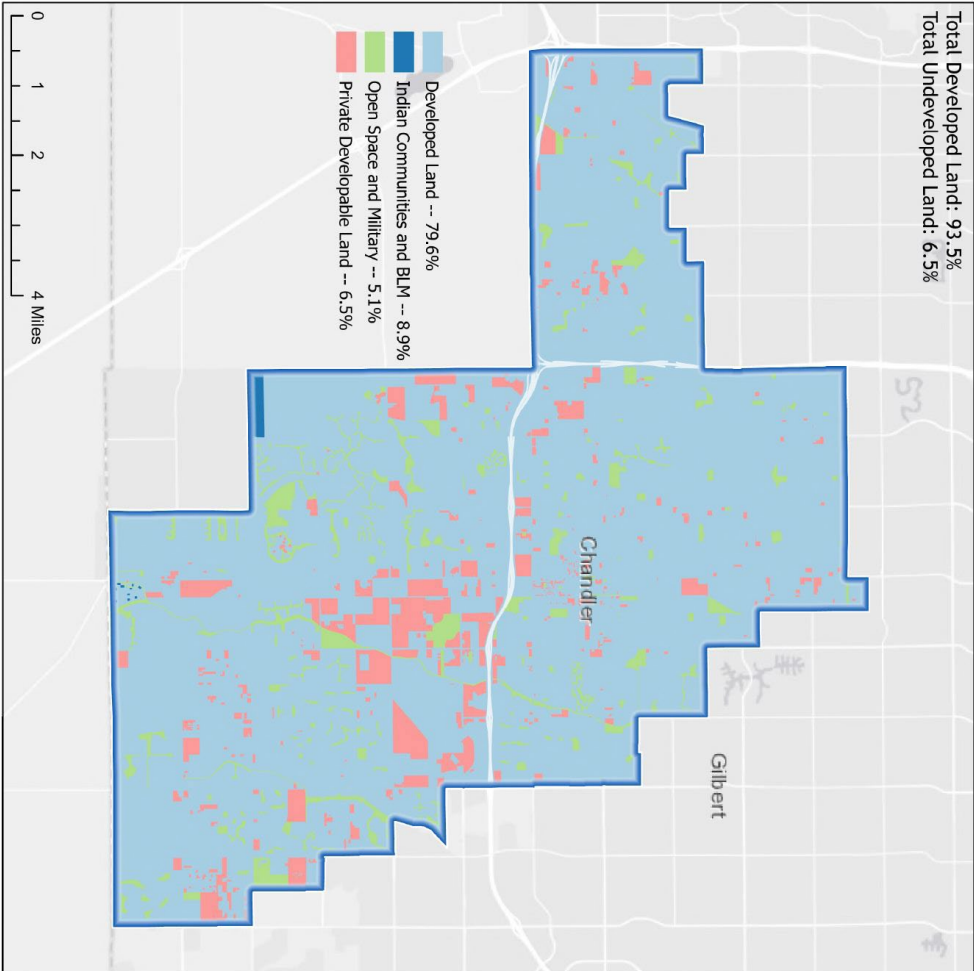 Total Developed Land: 93.5%
Total Undeveloped Land: 6.5%
Gilbert
Chandler
Developed Land -- 79.6%
Indian Communities and BLM -- 8.9%
Open Space and Military -- 5.1%
Private Developable Land -- 6.5%
0 1 2 4 Miles